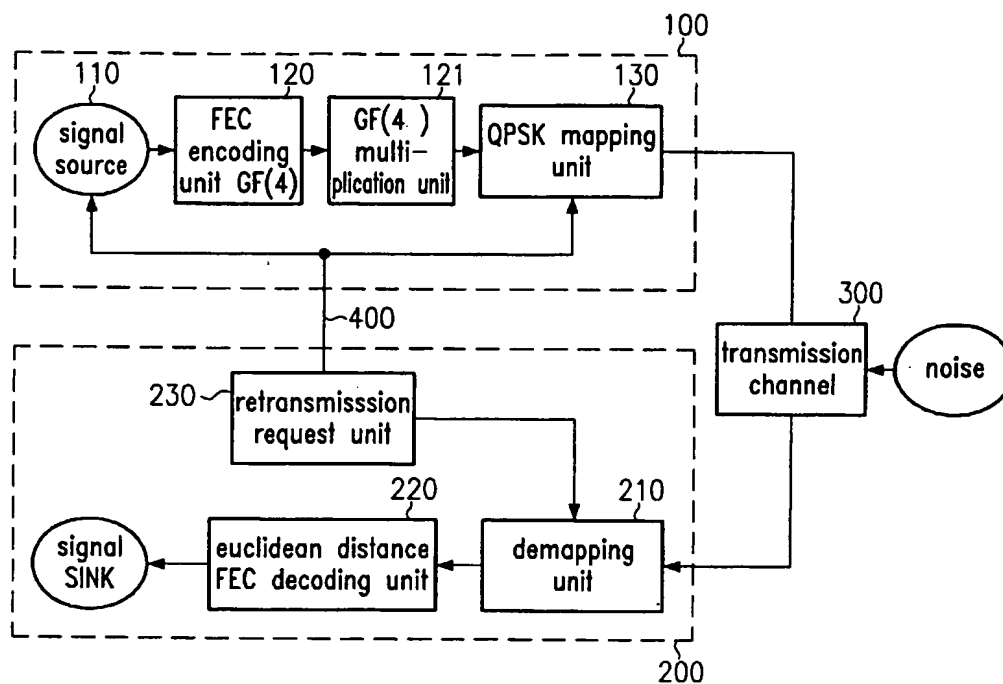 100
110
120
121
130
signal
source
FEC
encoding
unit GF(4)
GF(4.)
multi-
plication unit
QPSK mapping
unit
400
300
transmission
channel
noise
230
retransmisssion
request unit
220
210
signal
SINK
euclidean distance
FEC decoding unit
demapping
unit
200